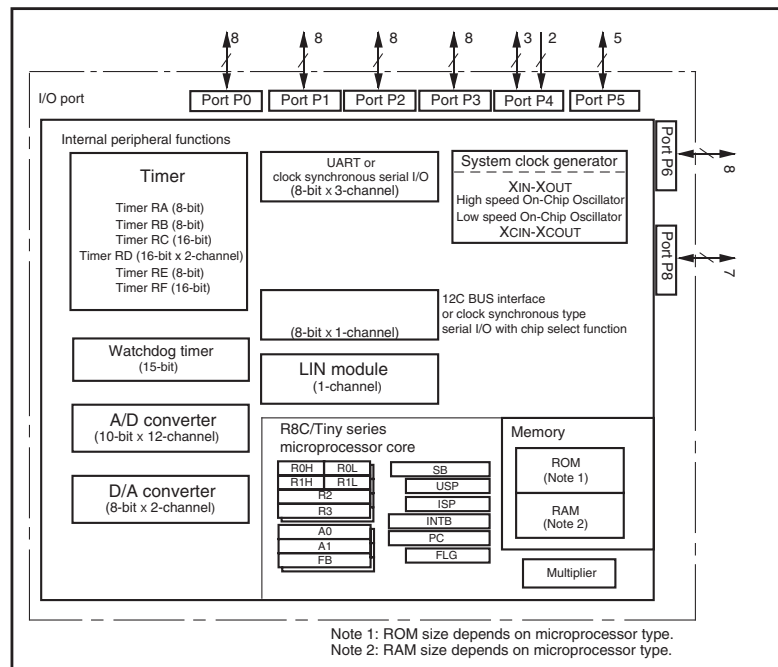 8
8
8
8
3
2
5
I/O port
Port P0
Port P1
Port P2
Port P3
Port P4
Port P5
Port P6
8
Port P8
7
Internal peripheral functions
Timer
Timer RA (8-bit)
Timer RB (8-bit)
Timer RC (16-bit)
Timer RD (16-bit x 2-channel)
Timer RE (8-bit)
Timer RF (16-bit)
UART or
clock synchronous serial I/O
(8-bit x 3-channel)
System clock generator
XIN-XOUT
High speed On-Chip Oscillator
Low speed On-Chip Oscillator
XCIN-XCOUT
(8-bit x 1-channel)
12C BUS interface
or clock synchronous type
serial I/O with chip select function
Watchdog timer
(15-bit)
LIN module
(1-channel)
A/D converter
(10-bit x 12-channel)
D/A converter
(8-bit x 2-channel)
R8C/Tiny series
microprocessor core
R0H
R0L
R1H
R1L
R2
R3
A0
A1
FB
SB
USP
ISP
INTB
PC
FLG
Memory
ROM
(Note 1)
RAM
(Note 2)
Multiplier
Note 1: ROM size depends on microprocessor type.
Note 2: RAM size depends on microprocessor type.